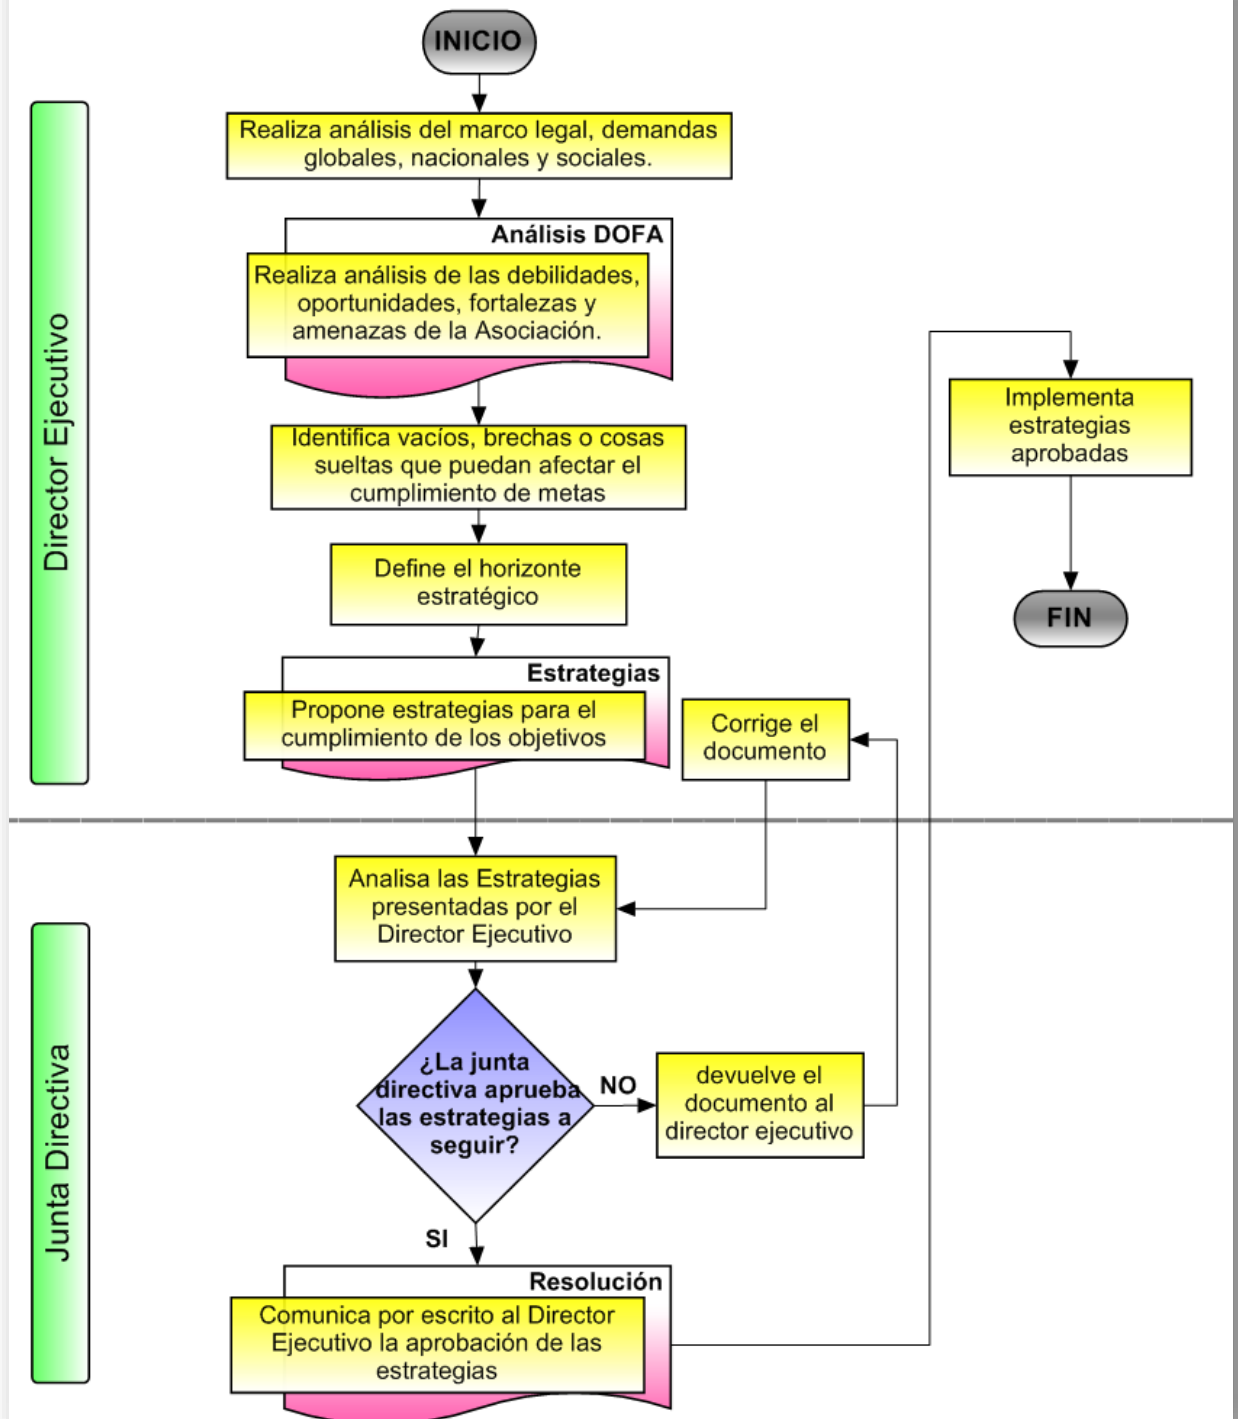 INICIO
Director Ejecutivo
Realiza análisis del marco legal, demandas
globales, nacionales y sociales.
Análisis DOFA
Realiza análisis de las debilidades,
oportunidades, fortalezas y
amenazas de la Asociación.
Identifica vacíos, brechas o cosas
sueltas que puedan afectar el
cumplimiento de metas
Define el horizonte
estratégico
Estrategias
Propone estrategias para el
cumplimiento de los objetivos
Corrige el
documento
Implementa
estrategias
aprobadas
FIN
Junta Directiva
Analisa las Estrategias
presentadas por el
Director Ejecutivo
¿La junta
directiva aprueba
las estrategias a
seguir?
NO
devuelve el
documento al
director ejecutivo
SI
Resolución
Comunica por escrito al Director
Ejecutivo la aprobación de las
estrategias